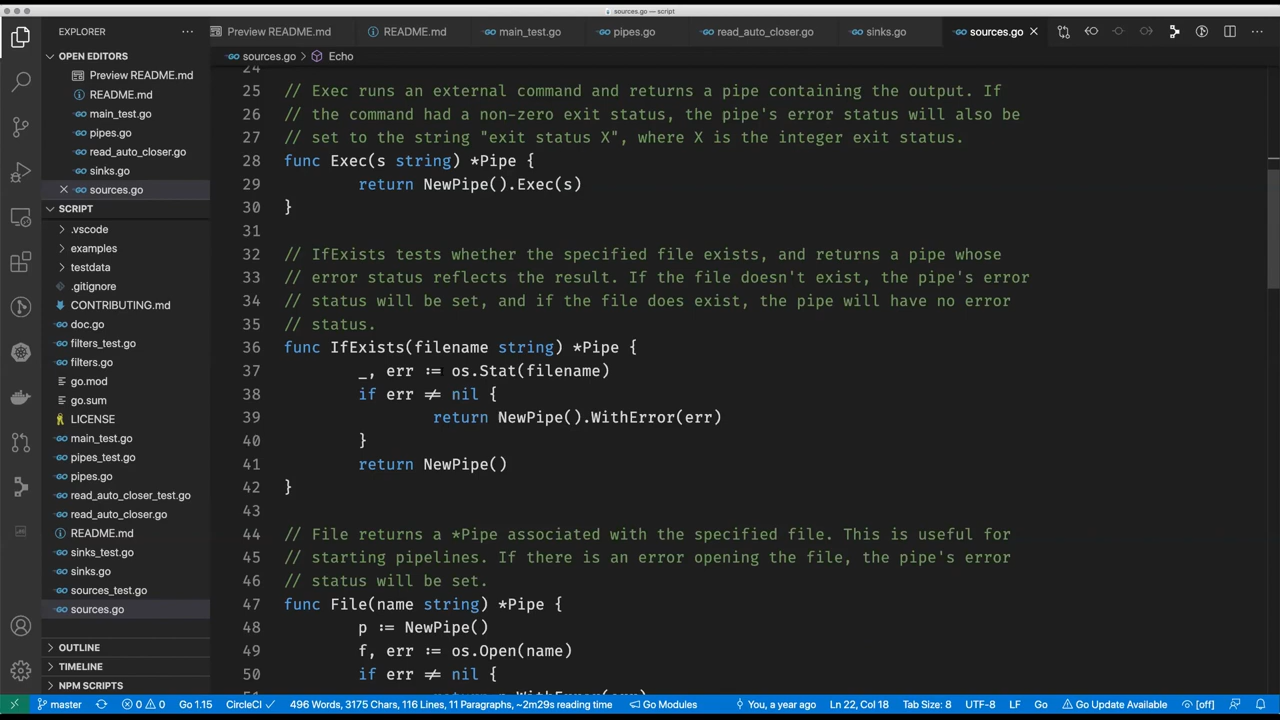 sources.go — script
EXPLORER
Preview README.md
README.md
main_test.go
pipes.go
read_auto_closer.go
sinks.go
sources.go
OPEN EDITORS
sources.go
Echo
Preview README.md
README.md
main_test.go
pipes.go
read_auto_closer.go
sinks.go
sources.go
SCRIPT
.vscode
examples
testdata
.gitignore
CONTRIBUTING.md
doc.go
filters_test.go
filters.go
go.mod
go.sum
LICENSE
main_test.go
pipes_test.go
pipes.go
read_auto_closer_test.go
read_auto_closer.go
README.md
sinks_test.go
sinks.go
sources_test.go
sources.go
OUTLINE
TIMELINE
NPM SCRIPTS
24
25 // Exec runs an external command and returns a pipe containing the output. If
26 // the command had a non-zero exit status, the pipe's error status will also be
27 // set to the string "exit status X", where X is the integer exit status.
28 func Exec(s string) *Pipe {
29 return NewPipe().Exec(s)
30 }
31
32 // IfExists tests whether the specified file exists, and returns a pipe whose
33 // error status reflects the result. If the file doesn't exist, the pipe's error
34 // status will be set, and if the file does exist, the pipe will have no error
35 // status.
36 func IfExists(filename string) *Pipe {
37 _, err := os.Stat(filename)
38 if err != nil {
39 return NewPipe().WithError(err)
40 }
41 return NewPipe()
42 }
43
44 // File returns a *Pipe associated with the specified file. This is useful for
45 // starting pipelines. If there is an error opening the file, the pipe's error
46 // status will be set.
47 func File(name string) *Pipe {
48 p := NewPipe()
49 f, err := os.Open(name)
50 if err != nil {
master
0
0
Go 1.15
CircleCI ✓
496 Words, 3175 Chars, 116 Lines, 11 Paragraphs, ~2m29s reading time
Go Modules
You, a year ago
Ln 22, Col 18
Tab Size: 8
UTF-8
LF
Go
Go Update Available
[off]